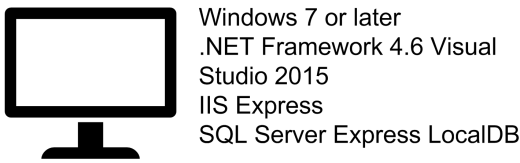 Windows 7 or later
.NET Framework 4.6 Visual
Studio 2015
IIS Express
SQL Server Express LocalDB